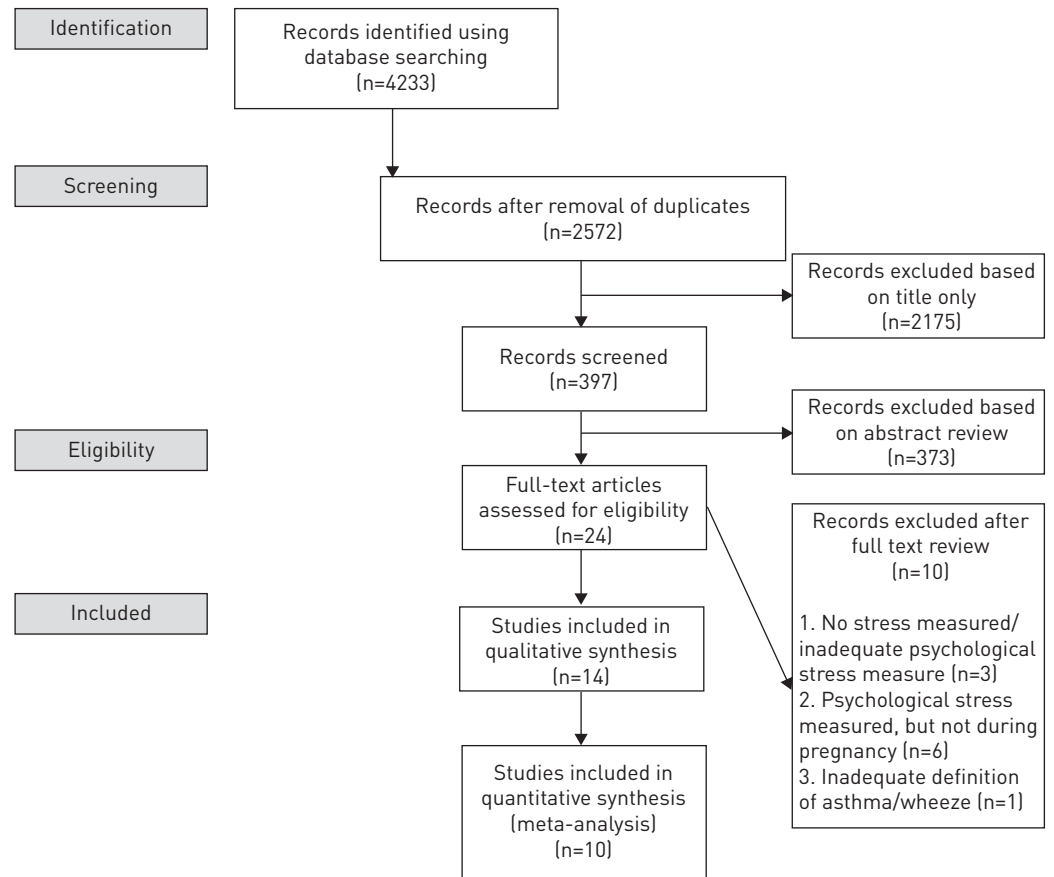 Identification
Records identified using
database searching
(n=4233)
Screening
Records after removal of duplicates
(n=2572)
Records excluded based
on title only
(n=2175)
Records screened
(n=397)
Records excluded based
on abstract review
(n=373)
Eligibility
Full-text articles
assessed for eligibility
(n=24)
Records excluded after
full text review
(n=10)
1. No stress measured/
inadequate psychological
stress measure (n=3)
2. Psychological stress
measured, but not during
pregnancy (n=6)
3. Inadequate definition
of asthma/wheeze (n=1)
Included
Studies included in
qualitative synthesis
(n=14)
Studies included in
quantitative synthesis
(meta-analysis)
(n=10)